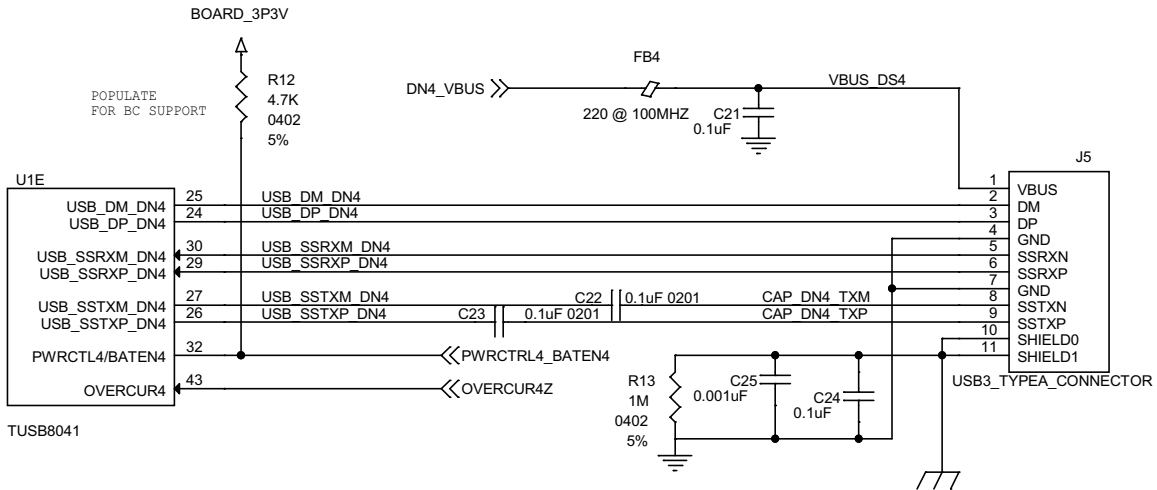 BOARD_3P3V
FB4
R12
4.7K
0402
5%
POPULATE
FOR BC SUPPORT
DN4_VBUS
220 @ 100MHZ
VBUS_DS4
C21
0.1uF
J5
U1E
USB_DM_DN4
25
USB_DM_DN4
USB_DP_DN4
24
USB_DP_DN4
USB_SSRXM_DN4
30
USB_SSRXM_DN4
USB_SSRXP_DN4
29
USB_SSRXP_DN4
USB_SSTXM_DN4
27
USB_SSTXM_DN4
C22
0.1uF 0201
CAP_DN4_TXM
USB_SSTXP_DN4
26
USB_SSTXP_DN4
C23
0.1uF 0201
CAP_DN4_TXP
PWRCTL4/BATEN4
32
PWRCTRL4_BATEN4
OVERCUR4
43
OVERCUR4Z
TUSB8041
1
VBUS
2
DM
3
DP
4
GND
5
SSRXN
6
SSRXP
7
GND
8
SSTXN
9
SSTXP
10
SHIELD0
11
SHIELD1
USB3_TYPEA_CONNECTOR
R13
1M
0402
5%
C25
0.001uF
C24
0.1uF